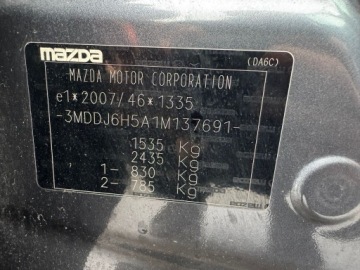 mazda
(DA6C)
MAZDA MOTOR CORPORATION
e1*2007/46*1335
-3MDDJ6H5A1M137691-
1535 Kg
2435 Kg
1- 830 Kg
2- 785 Kg